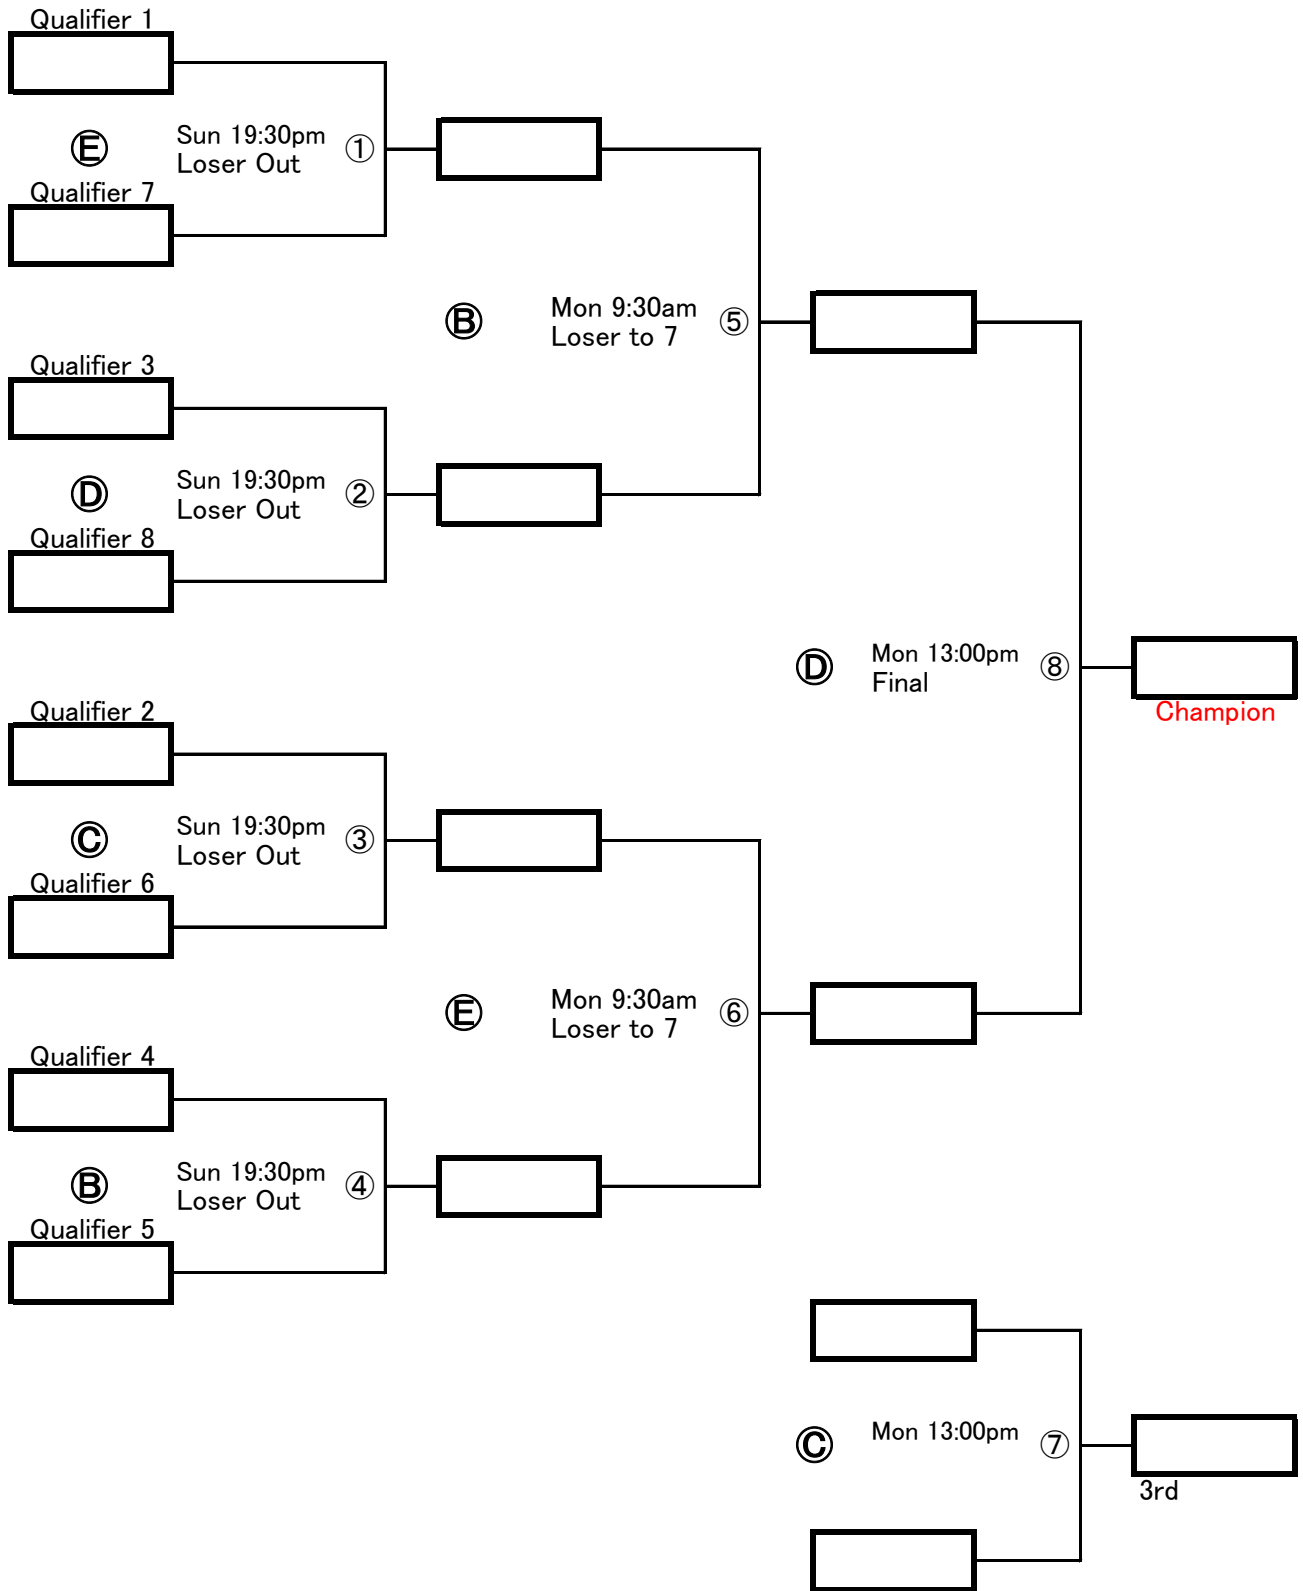 Qualifier 1
Ⓔ
Sun 19:30pm
Loser Out
①
Qualifier 7
Ⓑ
Mon 9:30am
Loser to 7
⑤
Qualifier 3
Ⓓ
Sun 19:30pm
Loser Out
②
Qualifier 8
Ⓓ
Mon 13:00pm
Final
⑧
Champion
Qualifier 2
Ⓒ
Sun 19:30pm
Loser Out
③
Qualifier 6
Ⓔ
Mon 9:30am
Loser to 7
⑥
Qualifier 4
Ⓑ
Sun 19:30pm
Loser Out
④
Qualifier 5
Ⓒ
Mon 13:00pm
⑦
3rd